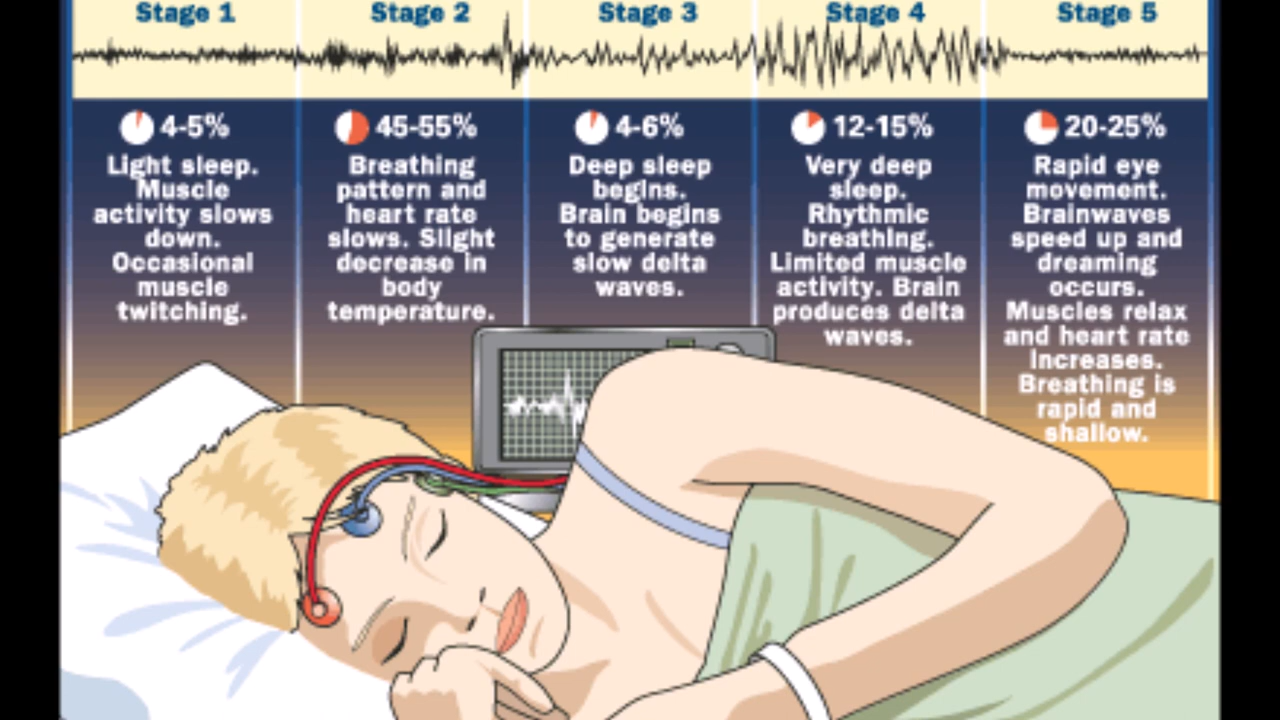 Stage 1
Stage 2
Stage 3
Stage 4
Stage 5
4-5%
Light sleep.
Muscle
activity slows
down.
Occasional
muscle
twitching.
45-55%
Breathing
pattern and
heart rate
slows. Slight
decrease in
body
temperature.
4-6%
Deep sleep
begins.
Brain begins
to generate
slow delta
waves.
12-15%
Very deep
sleep.
Rhythmic
breathing.
Limited muscle
activity. Brain
produces delta
waves.
20-25%
Rapid eye
movement.
Brainwaves
speed up and
dreaming
occurs.
Muscles relax
and heart rate
increases.
Breathing is
rapid and
shallow.